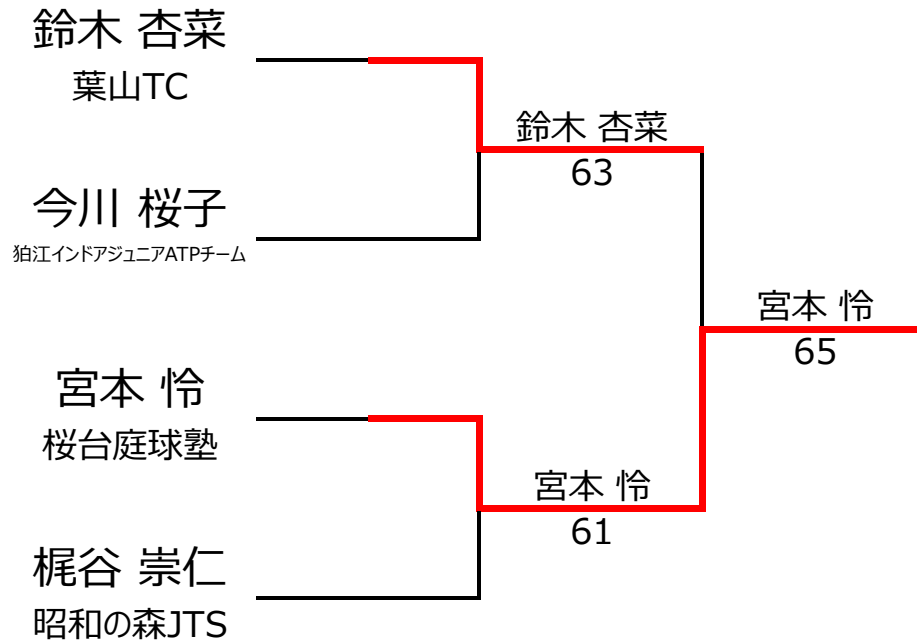 鈴木 杏菜
葉山TC
鈴木 杏菜
63
今川 桜子
狛江インドアジュニアATPチーム
宮本 怜
65
宮本 怜
桜台庭球塾
宮本 怜
61
梶谷 崇仁
昭和の森JTS